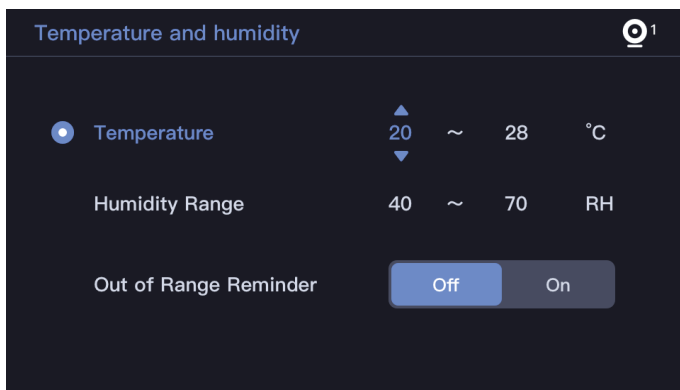 Temperature and humidity 1
Temperature 20 ~ 28 °C
Humidity Range 40 ~ 70 RH
Out of Range Reminder Off On